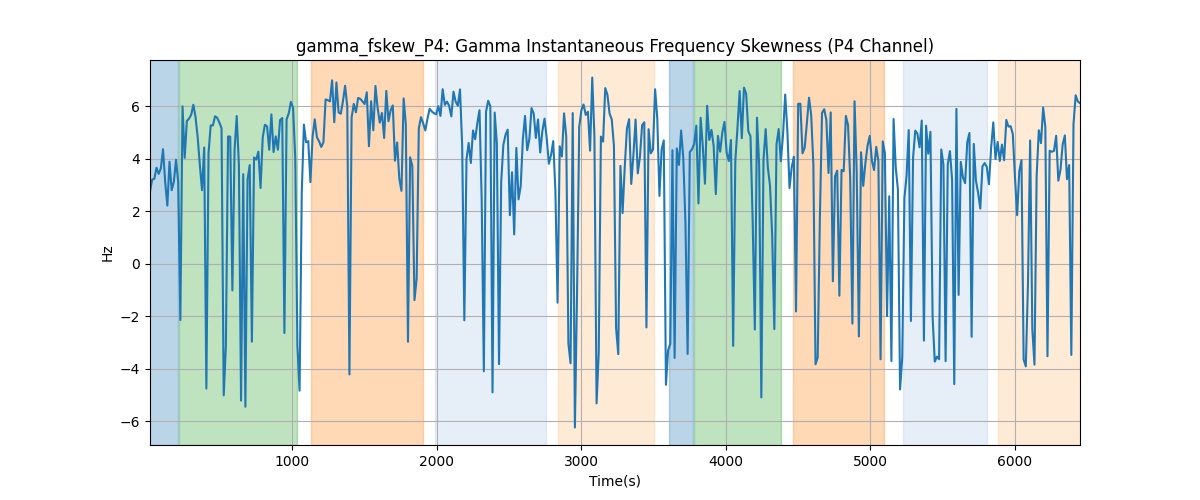 gamma_fskew_P4: Gamma Instantaneous Frequency Skewness (P4 Channel)
6
4
2
0
−2
−4
−6
Hz
1000 2000 3000 4000 5000 6000
Time(s)